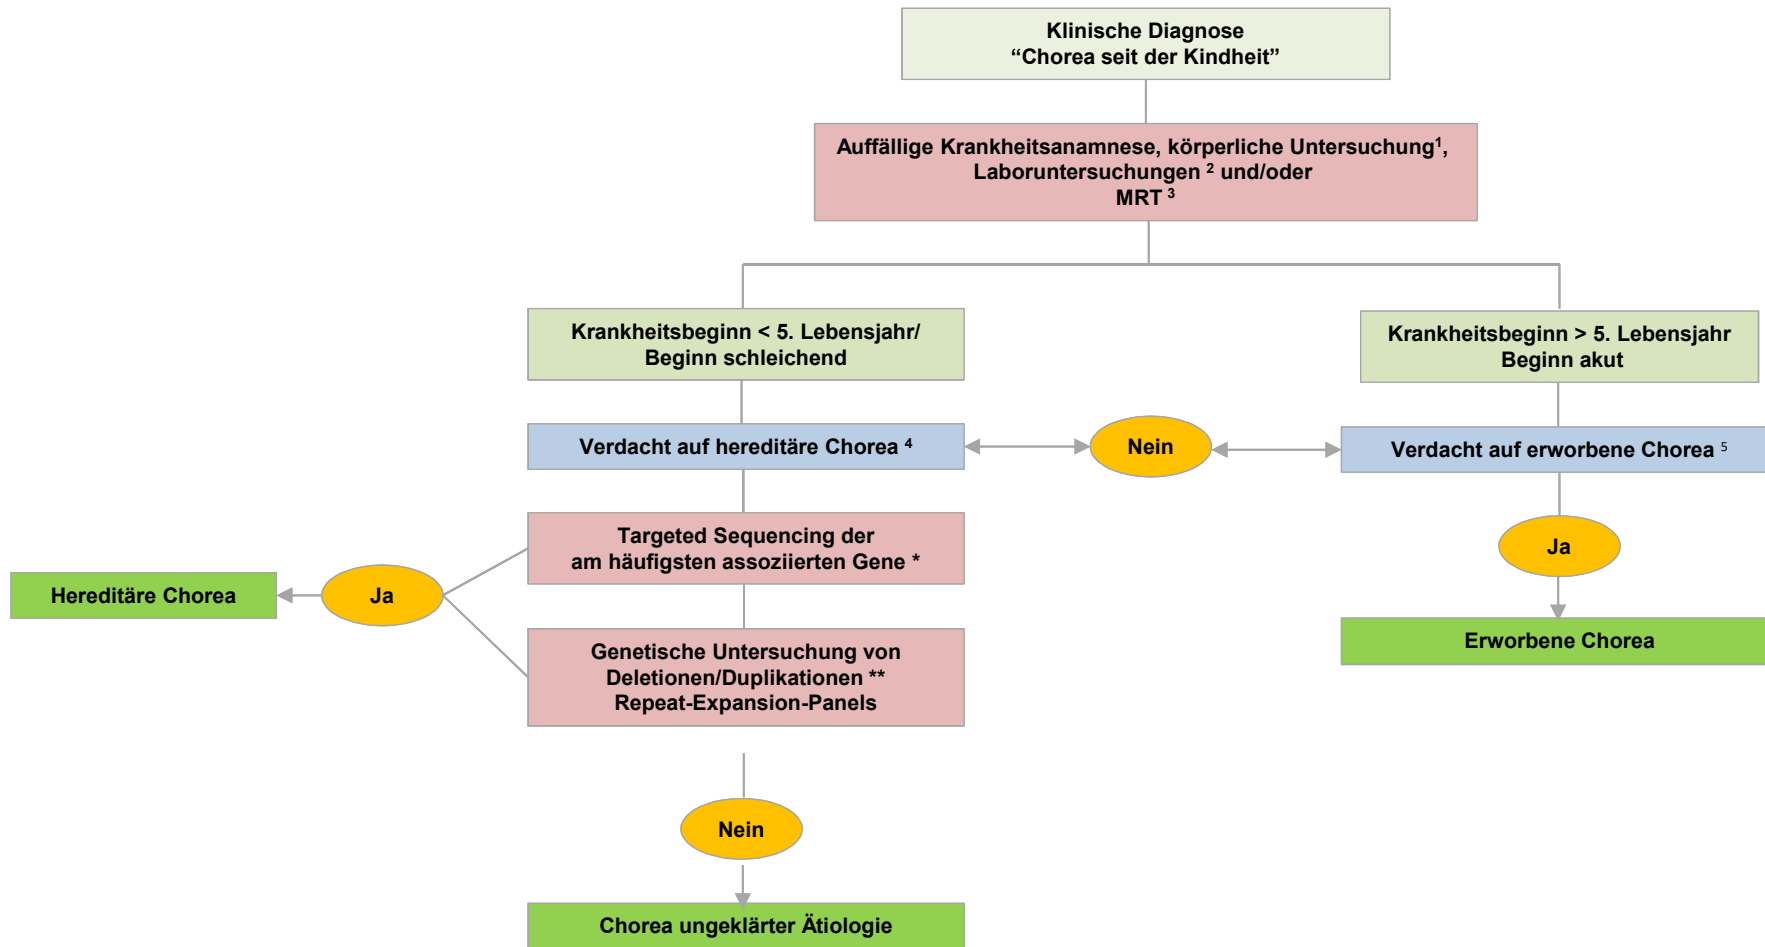 Klinische Diagnose
“Chorea seit der Kindheit”
Auffällige Krankheitsanamnese, körperliche Untersuchung¹,
Laboruntersuchungen ² und/oder
MRT ³
Krankheitsbeginn < 5. Lebensjahr/
Beginn schleichend
Krankheitsbeginn > 5. Lebensjahr
Beginn akut
Verdacht auf hereditäre Chorea ⁴
Nein
Verdacht auf erworbene Chorea ⁵
Targeted Sequencing der
am häufigsten assoziierten Gene *
Ja
Hereditäre Chorea
Ja
Genetische Untersuchung von
Deletionen/Duplikationen **
Repeat-Expansion-Panels
Erworbene Chorea
Nein
Chorea ungeklärter Ätiologie